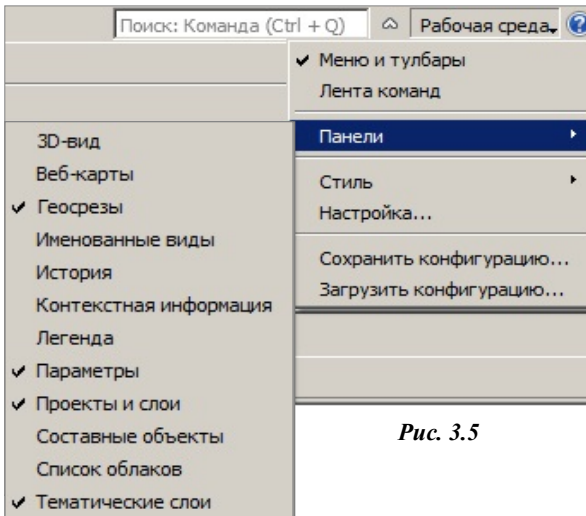 Поиск: Команда (Ctrl + Q)
Рабочая среда
Меню и тулбары
Лента команд
Панели
Стиль
Настройка...
Сохранить конфигурацию...
Загрузить конфигурацию...
3D-вид
Веб-карты
Геосрезы
Именованные виды
История
Контекстная информация
Легенда
Параметры
Проекты и слои
Составные объекты
Список облаков
Тематические слои
Рис. 3.5